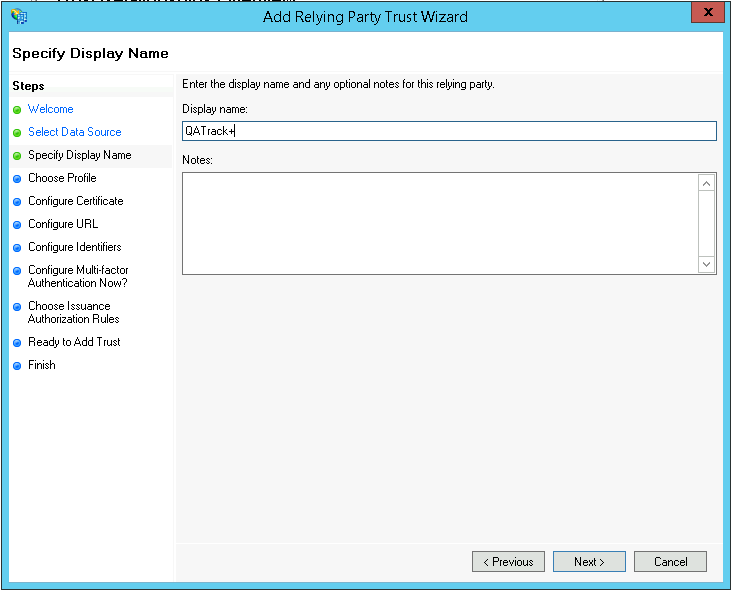 Add Relying Party Trust Wizard
X
Specify Display Name
Steps
Welcome
Select Data Source
Specify Display Name
Choose Profile
Configure Certificate
Configure URL
Configure Identifiers
Configure Multi-factor
Authentication Now?
Choose Issuance
Authorization Rules
Ready to Add Trust
Finish
Enter the display name and any optional notes for this relying party.
Display name:
QATrack+
Notes:
< Previous
Next >
Cancel